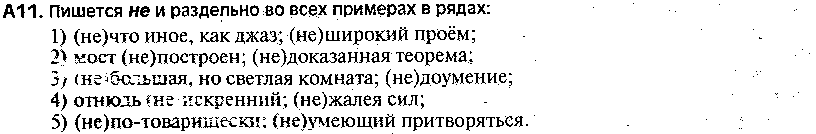 А11. Пишется не и раздельно во всех примерах в рядах:
1) (не)что иное, как джаз; (не)широкий проём;
2) мост (не)построен; (не)доказанная теорема;
3) (не)большая, но светлая комната; (не)доумение;
4) отнюдь (не)искренний; (не)жалея сил;
5) (не)по-товарищески; (не)умеющий притворяться.